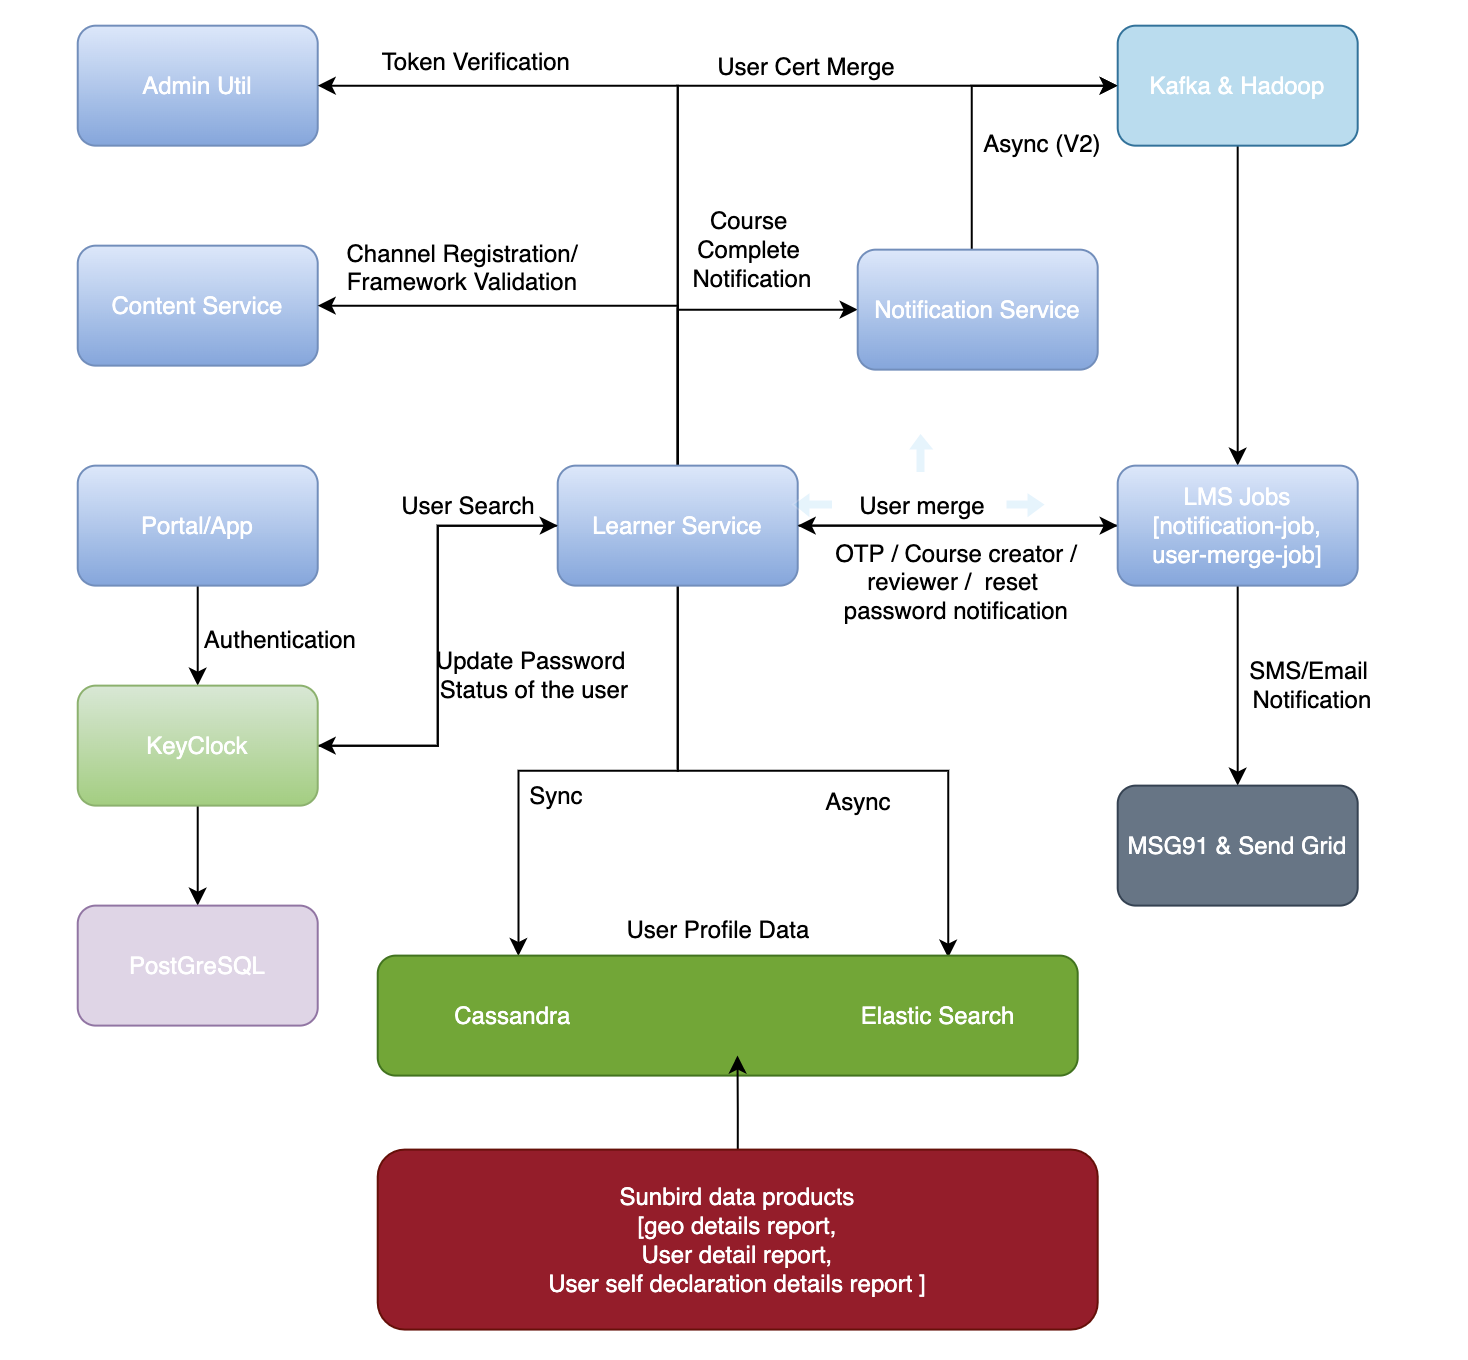 Admin Util
Token Verification
User Cert Merge
Kafka & Hadoop
Async (V2)
Course
Complete
Notification
Channel Registration/
Framework Validation
Content Service
Notification Service
Portal/App
User Search
Learner Service
User merge
OTP / Course creator /
reviewer / reset
password notification
LMS Jobs
[notification-job,
user-merge-job]
Authentication
Update Password
Status of the user
SMS/Email
Notification
KeyClock
Sync
Async
MSG91 & Send Grid
User Profile Data
PostGreSQL
Cassandra
Elastic Search
Sunbird data products
[geo details report,
User detail report,
User self declaration details report ]